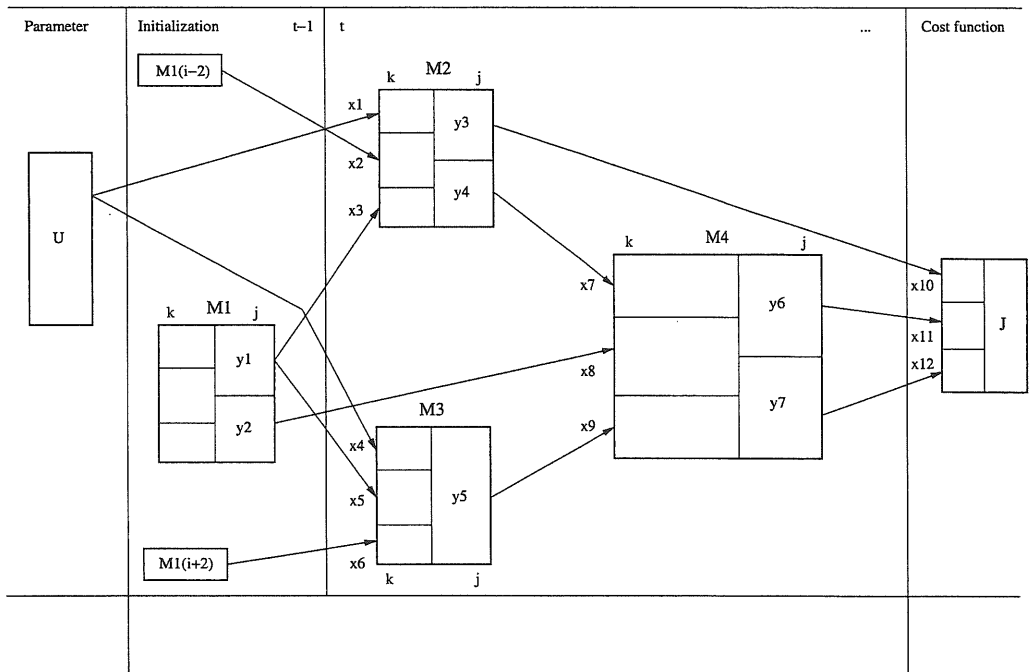 Parameter
Initialization
t−1
t
...
Cost function
M1(i−2)
k
M2
j
x1
y3
x2
y4
x3
U
k
M4
j
x7
y6
x10
J
x11
x12
k
M1
j
y1
x8
y2
y7
M3
x9
x4
x5
y5
M1(i+2)
x6
k
j